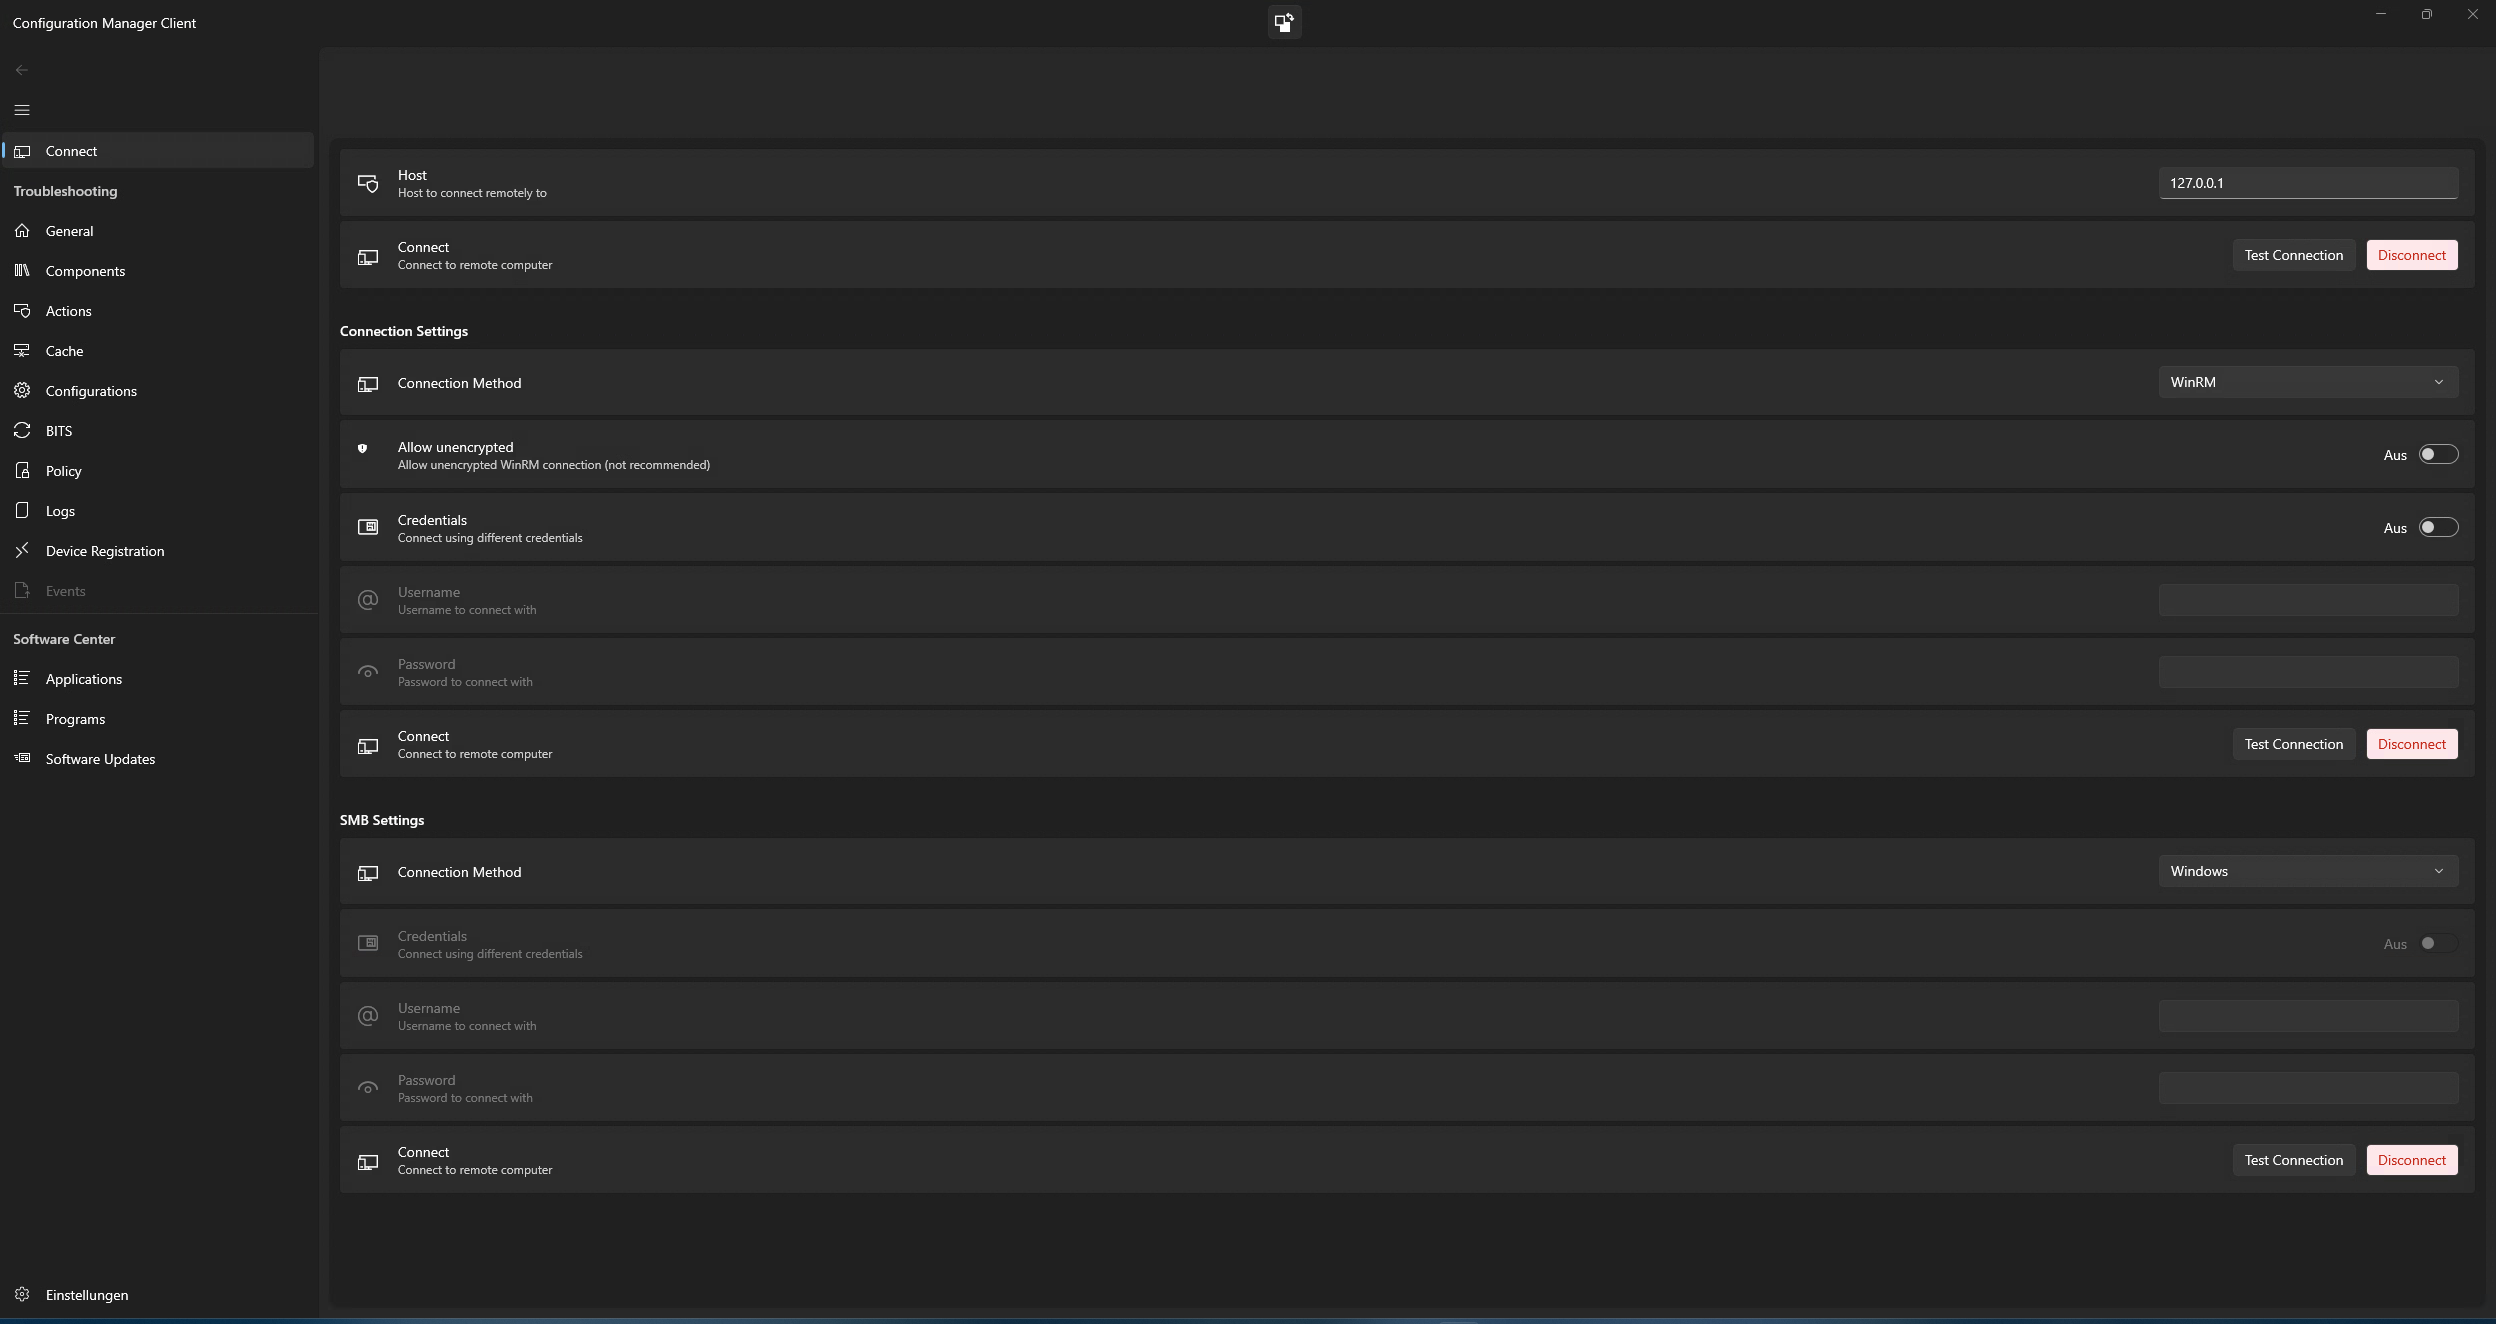 Configuration Manager Client
Connect
Troubleshooting
General
Components
Actions
Cache
Configurations
BITS
Policy
Logs
Device Registration
Events
Software Center
Applications
Programs
Software Updates
Einstellungen
Host
Host to connect remotely to
127.0.0.1
Connect
Connect to remote computer
Test Connection
Disconnect
Connection Settings
Connection Method
WinRM
Allow unencrypted
Allow unencrypted WinRM connection (not recommended)
Aus
Credentials
Connect using different credentials
Aus
Username
Username to connect with
Password
Password to connect with
Connect
Connect to remote computer
Test Connection
Disconnect
SMB Settings
Connection Method
Windows
Credentials
Connect using different credentials
Aus
Username
Username to connect with
Password
Password to connect with
Connect
Connect to remote computer
Test Connection
Disconnect